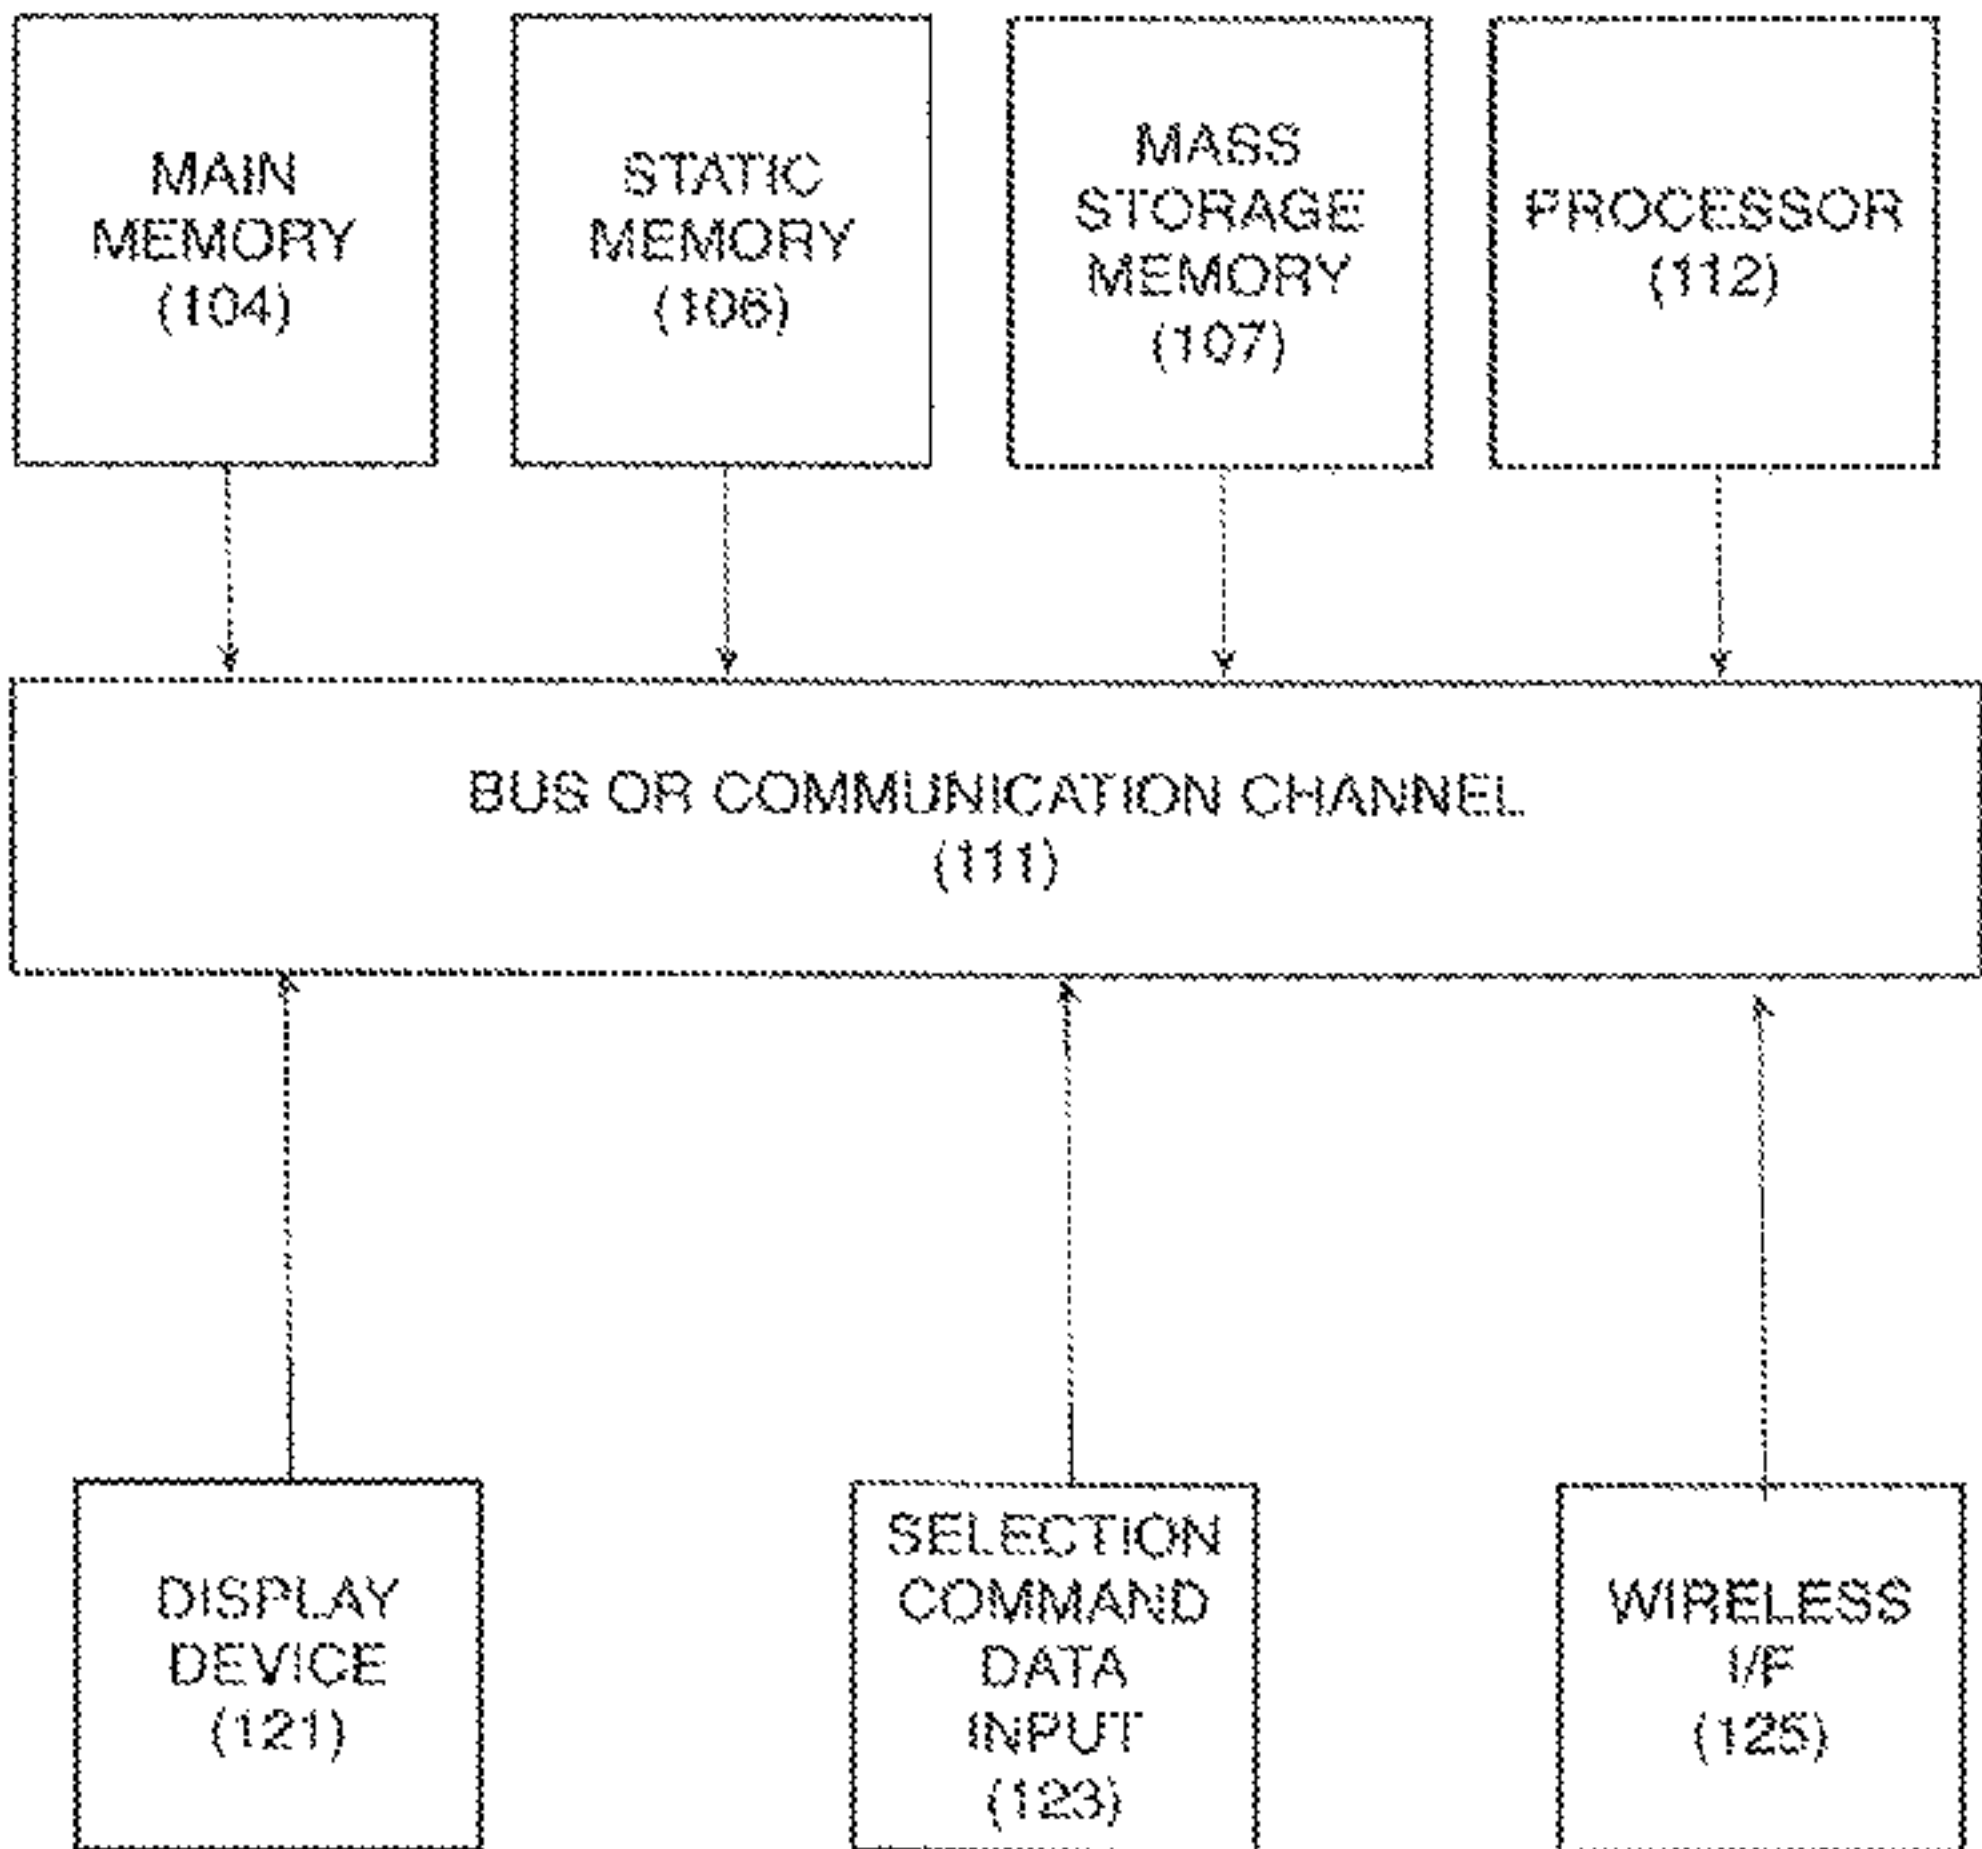 MAIN
MEMORY
(104)
STATIC
MEMORY
(106)
MASS
STORAGE
MEMORY
(107)
PROCESSOR
(112)
BUS OR COMMUNICATION CHANNEL
(111)
DISPLAY
DEVICE
(121)
SELECTION
COMMAND
DATA
INPUT
(123)
WIRELESS
I/F
(125)